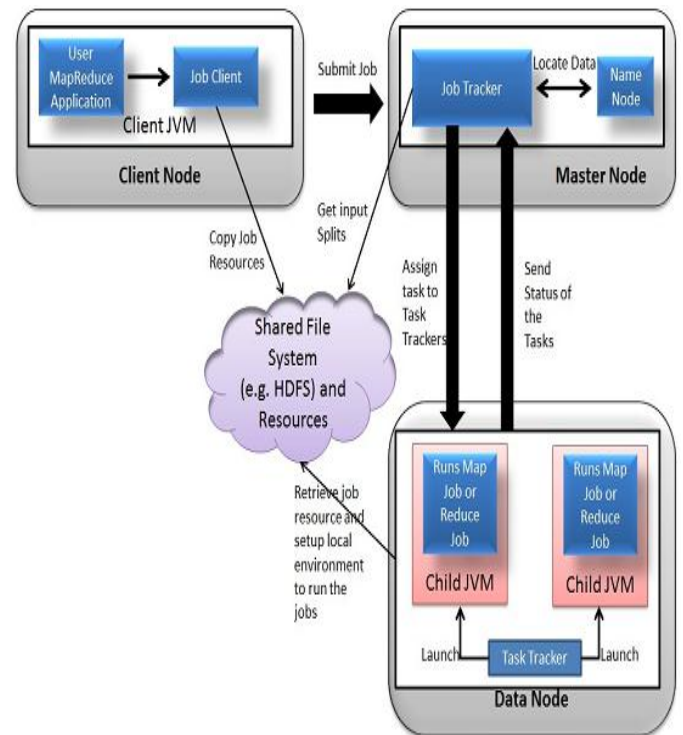 User
MapReduce
Application
Job Client
Client JVM
Client Node
Submit Job
Job Tracker
Locate Data
Name
Node
Master Node
Copy Job
Resources
Get input
Splits
Assign
task to
Task
Trackers
Send
Status of
the
Tasks
Shared File
System
(e.g. HDFS) and
Resources
Retrieve job
resource and
setup local
environment
to run the
jobs
Runs Map
Job or
Reduce
Job
Child JVM
Runs Map
Job or
Reduce
Job
Child JVM
Launch
Task Tracker
Launch
Data Node